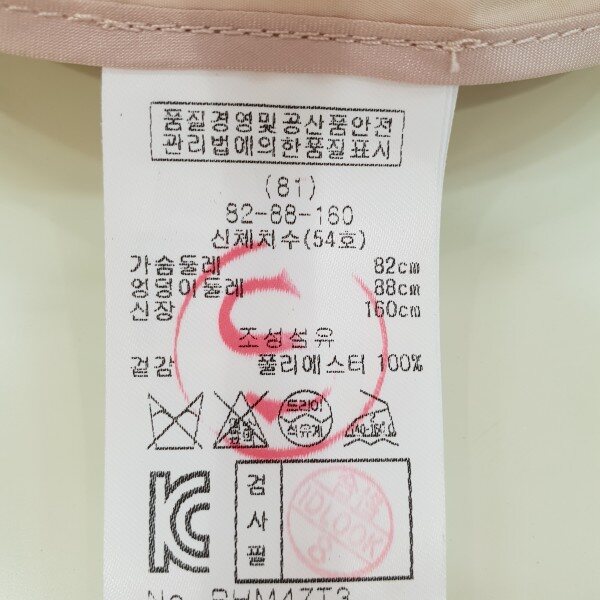 품질경영및공산품안전
관리법에의한품질표시
(81)
82-88-160
신체치수(54호)
가슴둘레 82cm
엉덩이둘레 88cm
신장 160cm
조성섬유
겉감 폴리에스터 100%
드라이
석유계
검사필
IDLOOK